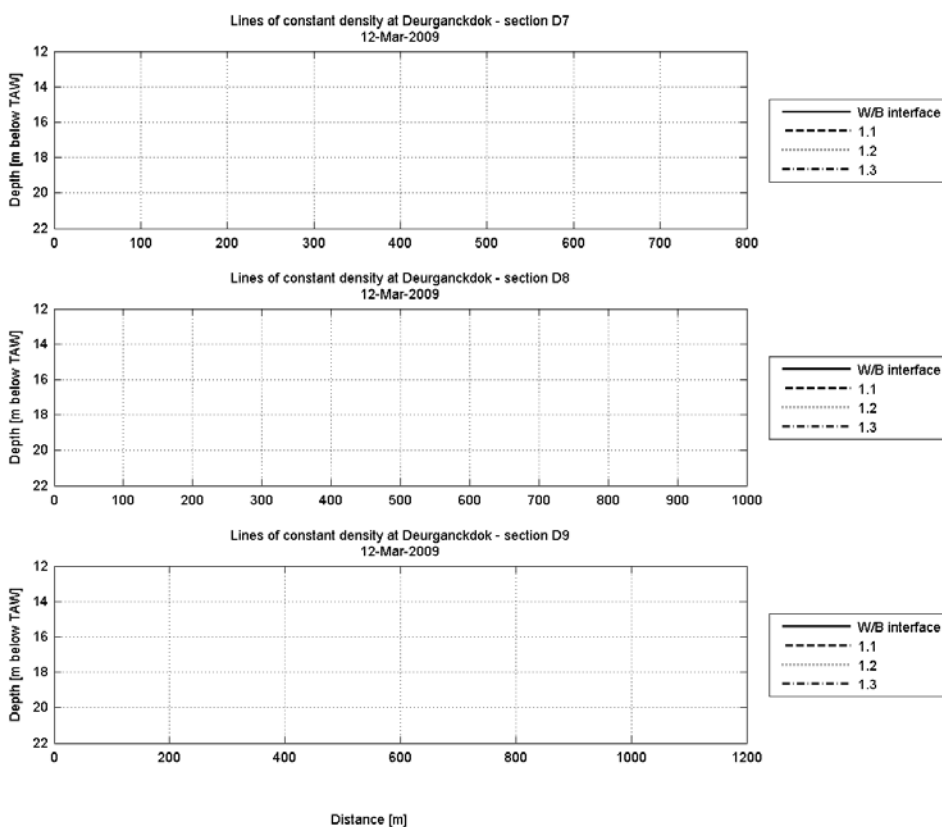 Lines of constant density at Deurganckdok - section D7
12-Mar-2009
Depth [m below TAW]
12
14
16
18
20
22
0 100 200 300 400 500 600 700 800
W/B interface
1.1
1.2
1.3
Lines of constant density at Deurganckdok - section D8
12-Mar-2009
Depth [m below TAW]
12
14
16
18
20
22
0 100 200 300 400 500 600 700 800 900 1000
W/B interface
1.1
1.2
1.3
Lines of constant density at Deurganckdok - section D9
12-Mar-2009
Depth [m below TAW]
12
14
16
18
20
22
0 200 400 600 800 1000 1200
W/B interface
1.1
1.2
1.3
Distance [m]